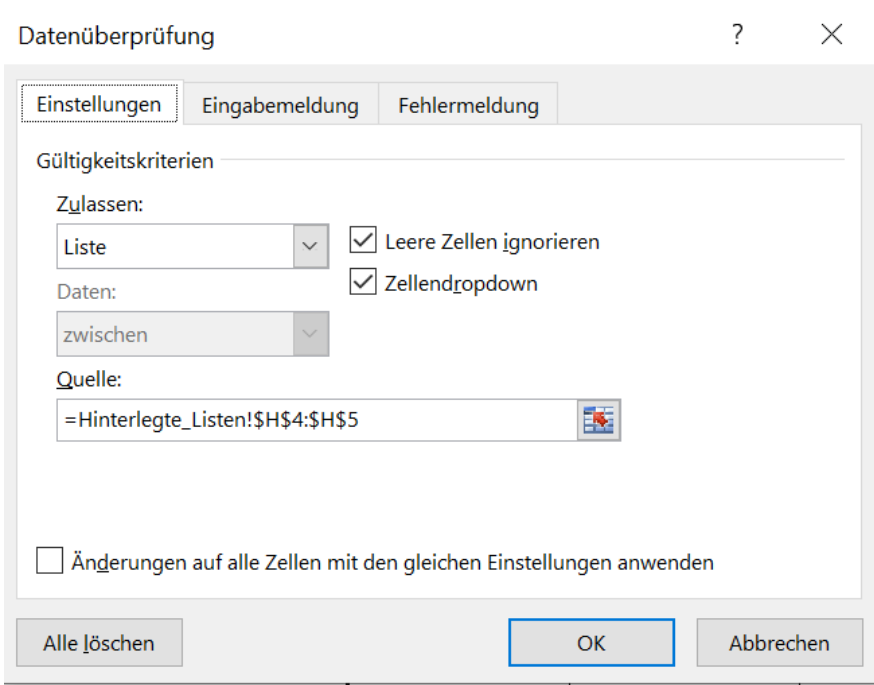 Datenüberprüfung ?
Einstellungen Eingabemeldung Fehlermeldung
Gültigkeitskriterien
Zulassen:
Liste
Leere Zellen ignorieren
Zellendropdown
Daten:
zwischen
Quelle:
=Hinterlegte_Listen!$H$4:$H$5
Änderungen auf alle Zellen mit den gleichen Einstellungen anwenden
Alle löschen OK Abbrechen